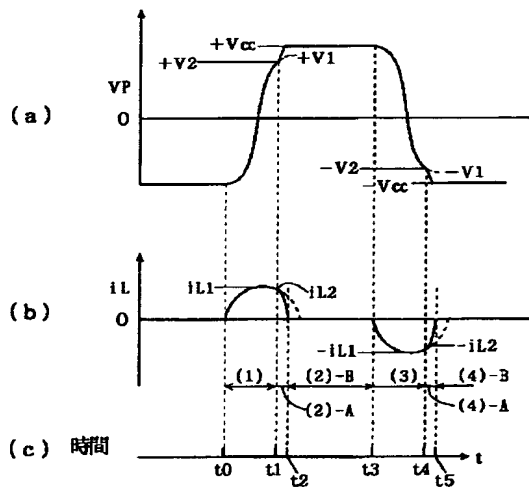 +Vcc
+V2
+V1
VP
(a)
0
-V2
-V1
-Vcc
iL
iL1
iL2
(b)
0
-iL1
-iL2
(1)
(2)-B
(3)
(4)-B
(2)-A
(4)-A
(c)
時間
t
t0
t1
t2
t3
t4
t5